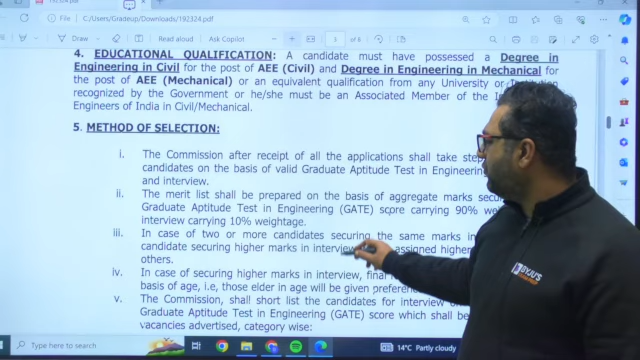 192324.pdf
File | C:/Users/Gradeup/Downloads/192324.pdf
Draw
Read aloud
Ask Copilot
3 of 6
4. EDUCATIONAL QUALIFICATION: A candidate must have possessed a Degree in
Engineering in Civil for the post of AEE (Civil) and Degree in Engineering in Mechanical for
the post of AEE (Mechanical) or an equivalent qualification from any University or Institution
recognized by the Government or he/she must be an Associated Member of the
Engineers of India in Civil/Mechanical.
5. METHOD OF SELECTION:
i. The Commission after receipt of all the applications shall take step
candidates on the basis of valid Graduate Aptitude Test in Engineering
and interview.
ii. The merit list shall be prepared on the basis of aggregate marks
Graduate Aptitude Test in Engineering (GATE) score carrying 90%
interview carrying 10% weightage.
iii. In case of two or more candidates securing the same marks in
candidate securing higher marks in interview assigned higher
others.
iv. In case of securing higher marks in interview, final
basis of age, i.e, those elder in age will be given
v. The Commission, shall short list the candidates for interview
Graduate Aptitude Test in Engineering (GATE) score which shall be
vacancies advertised, category wise:
BYJU'S
Type here to search
14°C Partly cloudy